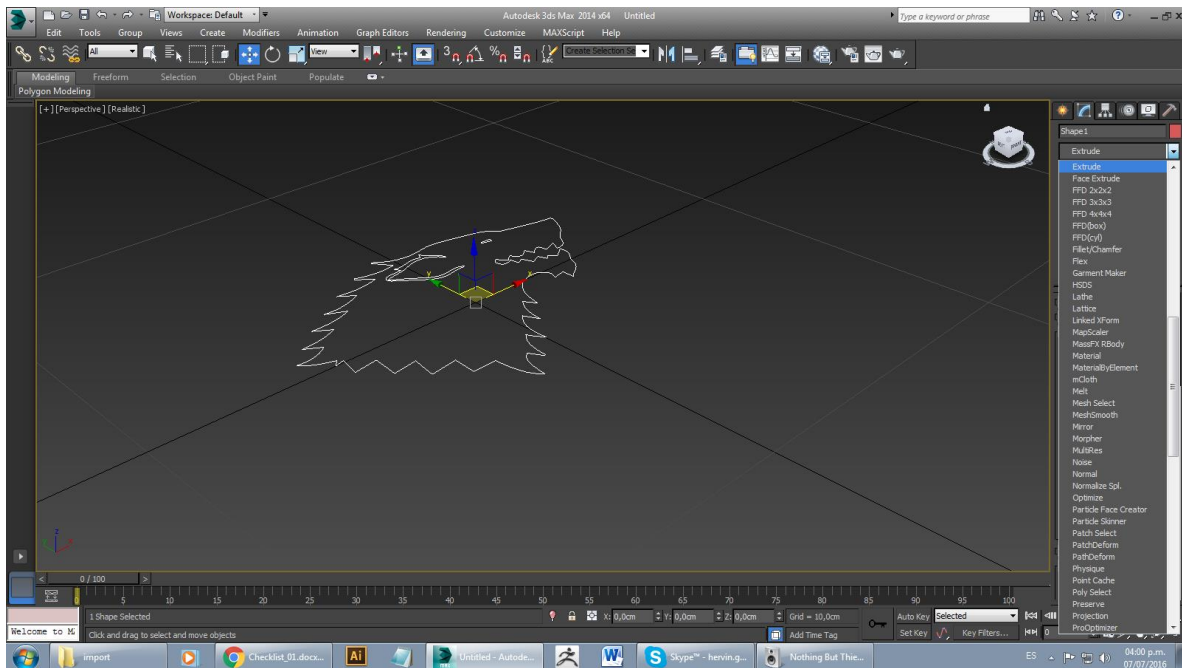 Workspace: Default
Autodesk 3ds Max 2014 x64 Untitled
Type a keyword or phrase
Edit Tools Group Views Create Modifiers Animation Graph Editors Rendering Customize MAXScript Help
All
View
3
Create Selection Se
Modeling Freeform Selection Object Paint Populate
Polygon Modeling
[+][Perspective][Realistic]
Shape1
Extrude
Extrude
Face Extrude
FFD 2x2x2
FFD 3x3x3
FFD 4x4x4
FFD(box)
FFD(cyl)
Fillet/Chamfer
Flex
Garment Maker
HSDS
Lathe
Lattice
Linked XForm
MapScaler
MassFX RBody
Material
MaterialByElement
mCloth
Melt
Mesh Select
MeshSmooth
Mirror
Morpher
MultiRes
Noise
Normal
Normalize Spl.
Optimize
Particle Face Creator
Particle Skinner
Patch Select
PatchDeform
PathDeform
Physique
Point Cache
Poly Select
Preserve
Projection
ProOptimizer
y
x
z
0 / 100
5 10 15 20 25 30 35 40 45 50 55 60 65 70 75 80 85 90 95 100
1 Shape Selected
X: 0,0cm Y: 0,0cm Z: 0,0cm Grid = 10,0cm
Auto Key Selected
Welcome to M
Click and drag to select and move objects
Add Time Tag
Set Key Key Filters...
0
import
Checklist_01.docx...
Ai
Untitled - Autode...
W
Skype™ - hervin.g...
Nothing But Thie...
ES
04:00 p.m.
07/07/2016